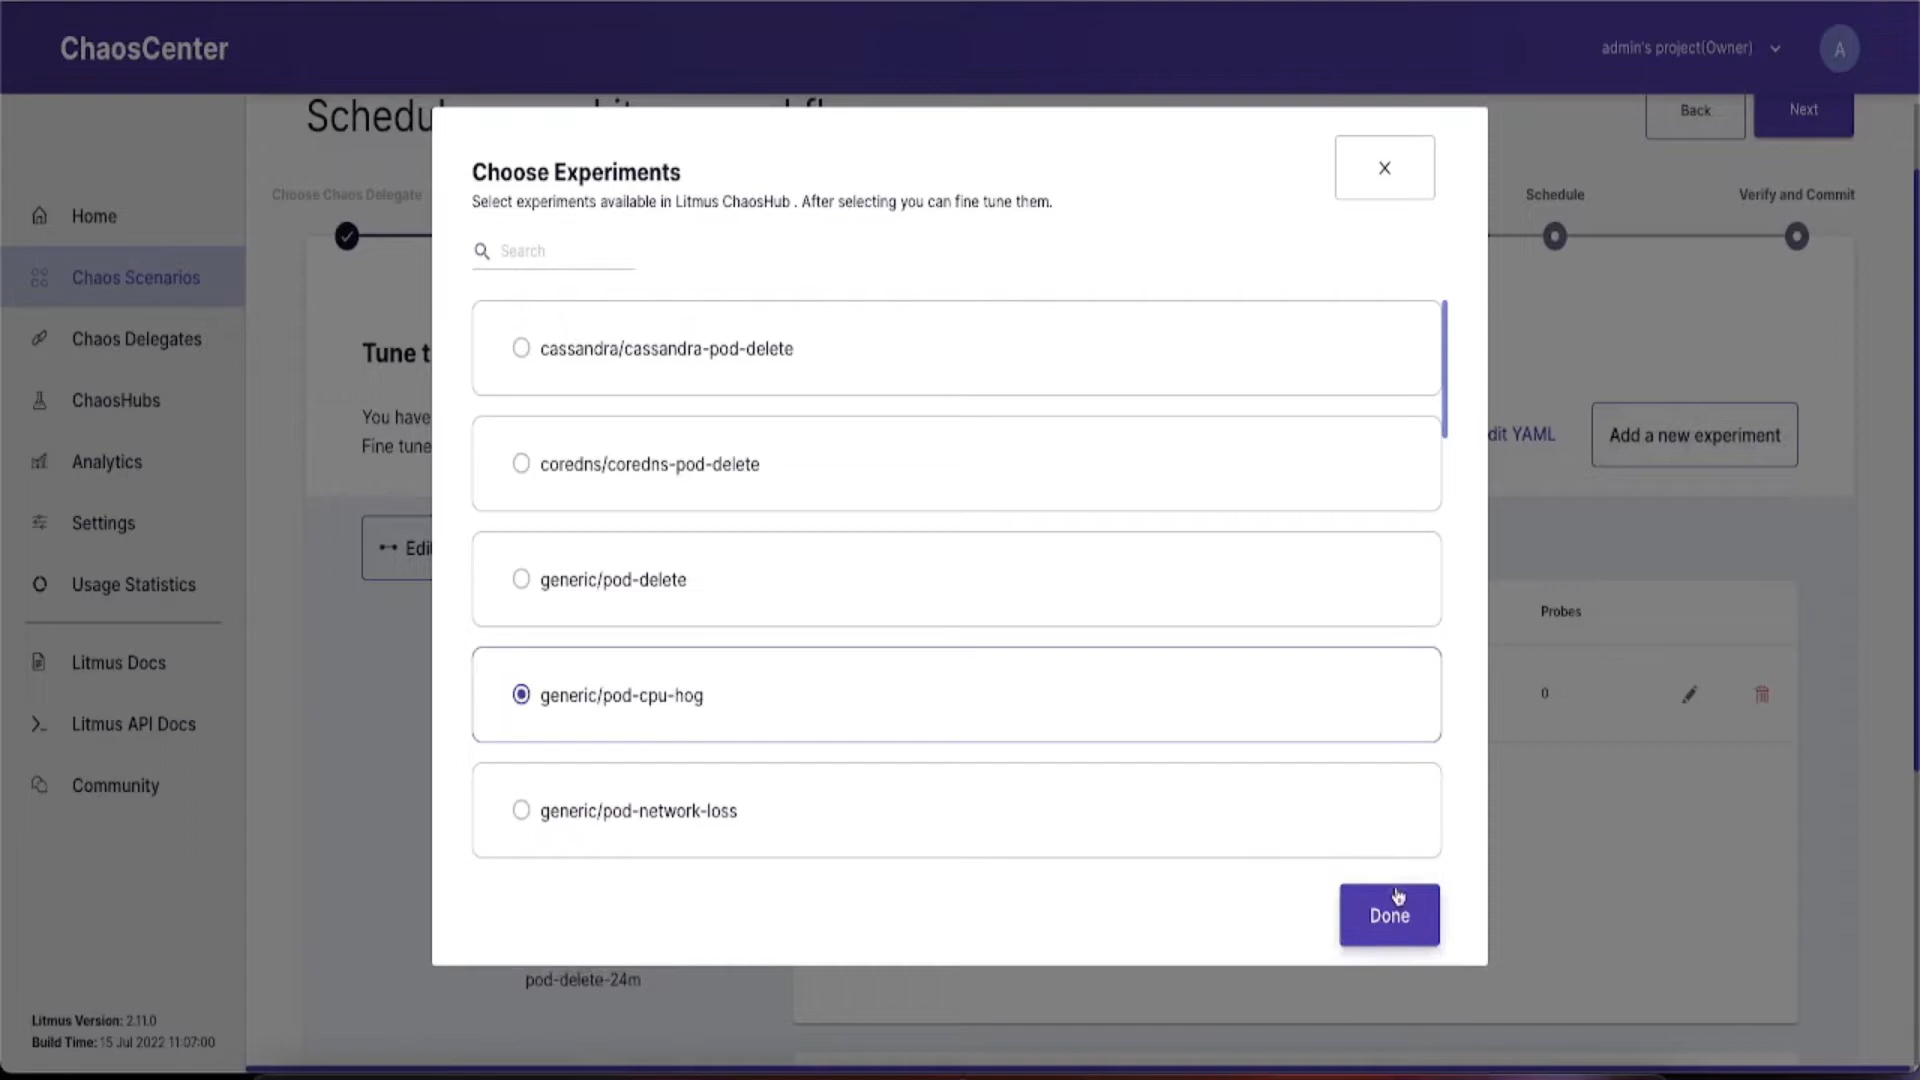 ChaosCenter
admin's project(Owner)
A
Back
Next
Choose Chaos Delegate
Schedule
Verify and Commit
Home
Chaos Scenarios
Chaos Delegates
ChaosHubs
Analytics
Settings
Usage Statistics
Litmus Docs
Litmus API Docs
Community
Litmus Version: 2.11.0
Build Time: 15 Jul 2022 11:07:00
Tune t
You have
Fine tune
Edi
dit YAML
Add a new experiment
Probes
0
pod-delete-24m
Choose Experiments
X
Select experiments available in Litmus ChaosHub . After selecting you can fine tune them.
Search
cassandra/cassandra-pod-delete
coredns/coredns-pod-delete
generic/pod-delete
generic/pod-cpu-hog
generic/pod-network-loss
Done